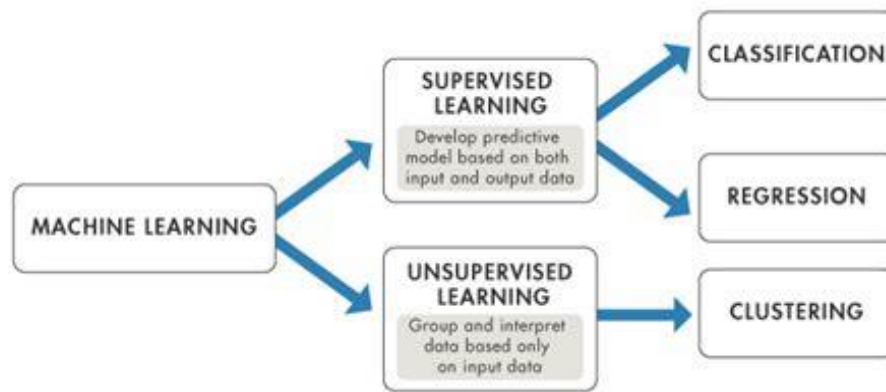 MACHINE LEARNING
SUPERVISED
LEARNING
Develop predictive
model based on both
input and output data
CLASSIFICATION
REGRESSION
UNSUPERVISED
LEARNING
Group and interpret
data based only
on input data
CLUSTERING